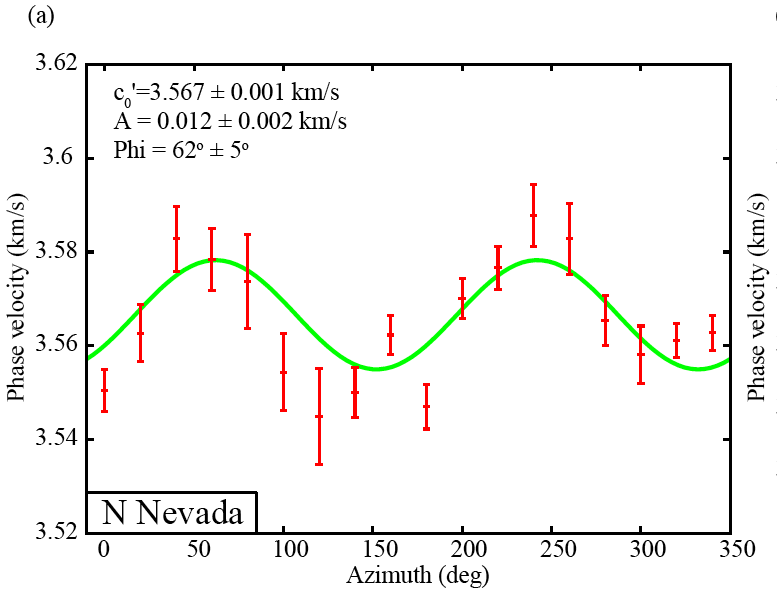 (a)
3.62
3.6
3.58
3.56
3.54
3.52
Phase velocity (km/s)
c₀'=3.567 ± 0.001 km/s
A = 0.012 ± 0.002 km/s
Phi = 62º ± 5º
N Nevada
0 50 100 150 200 250 300 350
Azimuth (deg)
Phase velocity (km/s)